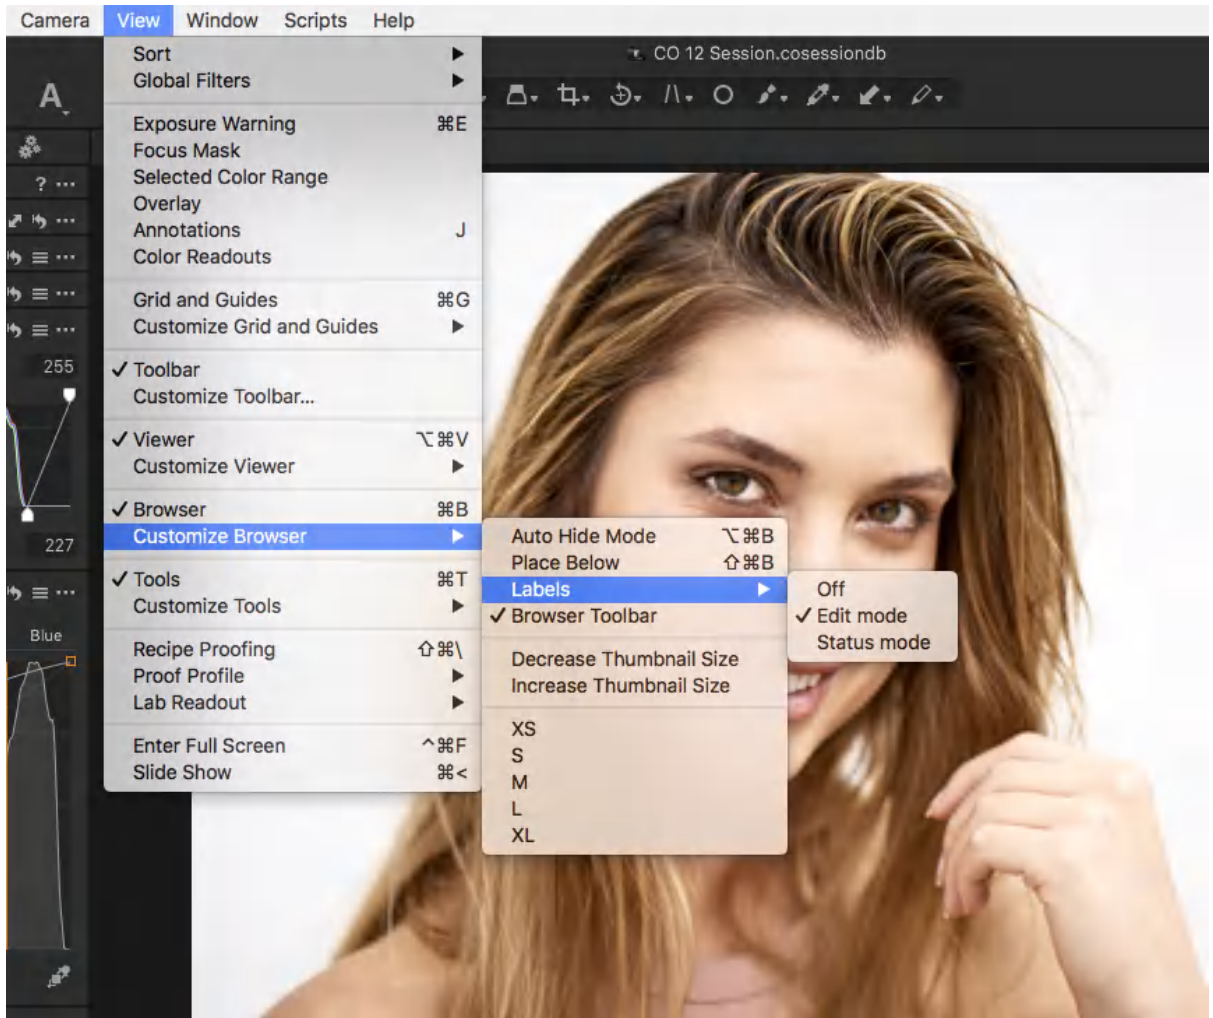 Camera View Window Scripts Help
CO 12 Session.cosessiondb
A
? ...
255
227
Blue
Sort
Global Filters
Exposure Warning ⌘E
Focus Mask
Selected Color Range
Overlay
Annotations J
Color Readouts
Grid and Guides ⌘G
Customize Grid and Guides
✓ Toolbar
Customize Toolbar...
✓ Viewer ⌥⌘V
Customize Viewer
✓ Browser ⌘B
Customize Browser
✓ Tools ⌘T
Customize Tools
Recipe Proofing ⇧⌘\
Proof Profile
Lab Readout
Enter Full Screen ^⌘F
Slide Show ⌘<
Auto Hide Mode ⌥⌘B
Place Below ⇧⌘B
Labels
✓ Browser Toolbar
Decrease Thumbnail Size
Increase Thumbnail Size
XS
S
M
L
XL
Off
✓ Edit mode
Status mode